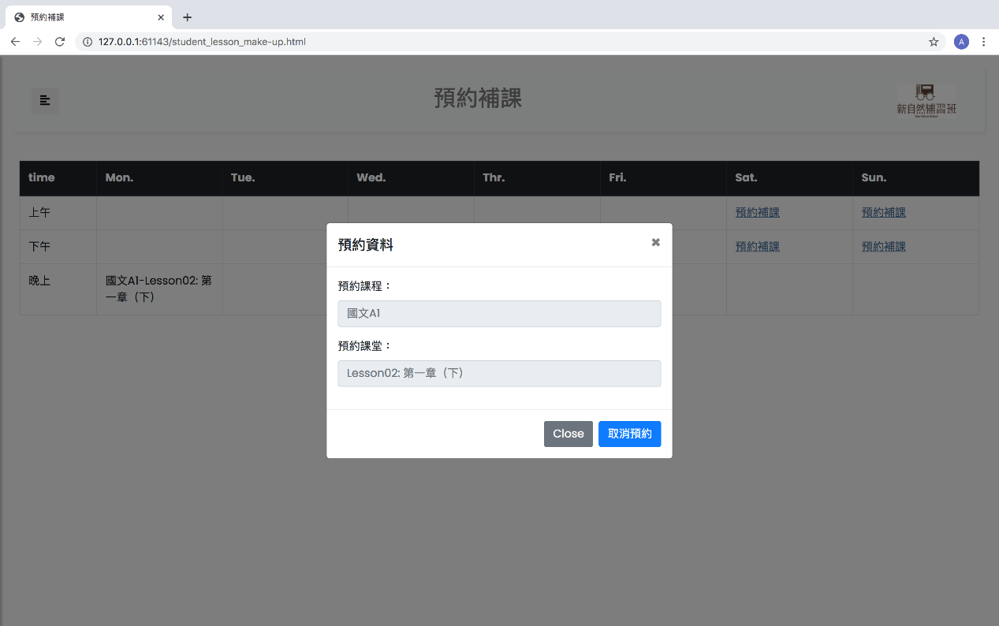 預約補課
127.0.0.1:61143/student_lesson_make-up.html
A
預約補課
新自然補習班
time Mon. Tue. Wed. Thr. Fri. Sat. Sun.
上午 預約補課 預約補課
下午 預約補課 預約補課
晚上 國文A1-Lesson02: 第
一章（下）
預約資料
預約課程：
國文A1
預約課堂：
Lesson02: 第一章（下）
Close 取消預約